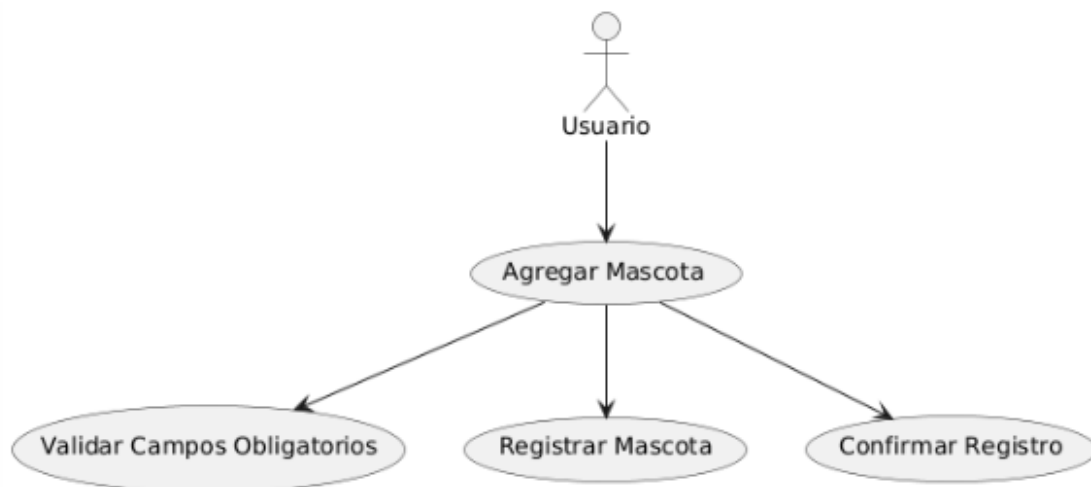 Usuario
Agregar Mascota
Validar Campos Obligatorios
Registrar Mascota
Confirmar Registro